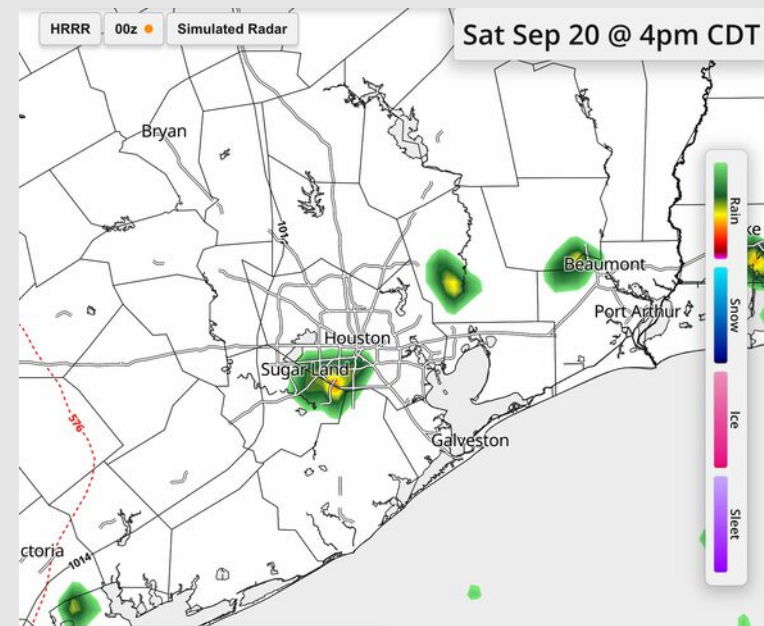 HRRR 00z Simulated Radar
Sat Sep 20 @ 4pm CDT
Bryan
101
Rain
ke
Beaumont
Snow
Port Arthur
Houston
Sugar Land
Ice
576
Galveston
Sleet
ctoria
1014